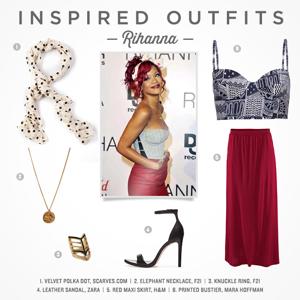 INSPIRED OUTFITS
— Rihanna —
1
2
3
4
5
6
1. VELVET POLKA DOT, SCARVES.COM | 2. ELEPHANT NECKLACE, F21 | 3. KNUCKLE RING, F21
4. LEATHER SANDAL, ZARA | 5. RED MAXI SKIRT, H&M | 6. PRINTED BUSTIER, MARA HOFFMAN